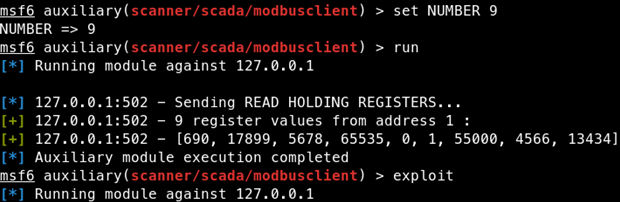 msf6 auxiliary(scanner/scada/modbusclient) > set NUMBER 9
NUMBER => 9
msf6 auxiliary(scanner/scada/modbusclient) > run
[*] Running module against 127.0.0.1
[*] 127.0.0.1:502 - Sending READ HOLDING REGISTERS...
[+] 127.0.0.1:502 - 9 register values from address 1 :
[+] 127.0.0.1:502 - [690, 17899, 5678, 65535, 0, 1, 55000, 4566, 13434]
[*] Auxiliary module execution completed
msf6 auxiliary(scanner/scada/modbusclient) > exploit
[*] Running module against 127.0.0.1